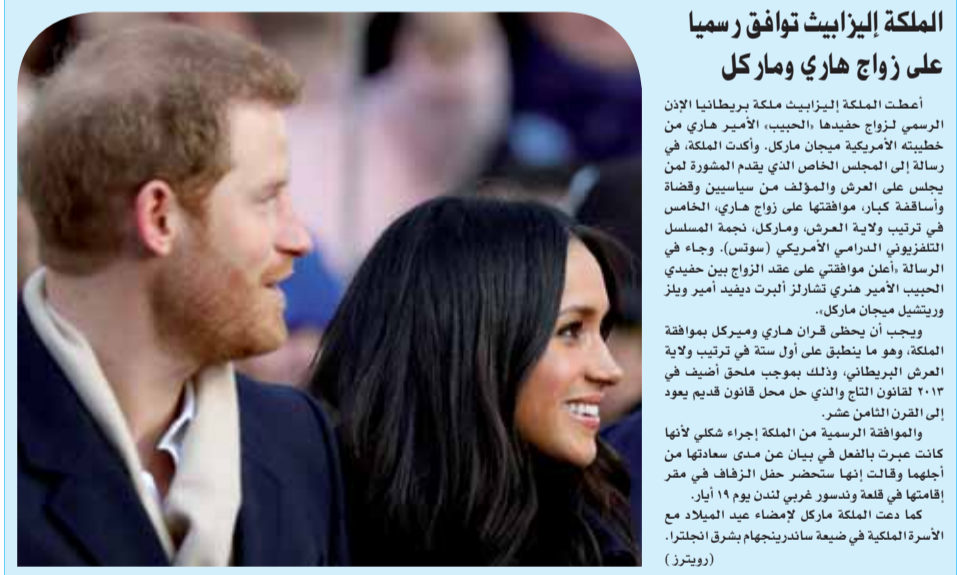 الملكة إليزابيث توافق رسميا
على زواج هاري وماركل
أعطت الملكة إليزابيث ملكة بريطانيا الإذن
الرسمي لزواج حفيدها «الحبيب» الأمير هاري من
خطيبته الأمريكية ميجان ماركل. وأكدت الملكة، في
رسالة إلى المجلس الخاص الذي يقدم المشورة لمن
يجلس على العرش والمؤلف من سياسيين وقضاة
وأساقفة كبار، موافقتها على زواج هاري، الخامس
في ترتيب ولاية العرش، وماركل، نجمة المسلسل
التلفزيوني الدرامي الأمريكي (سوتس). وجاء في
الرسالة «أعلن موافقتي على عقد الزواج بين حفيدي
الحبيب الأمير هنري تشارلز ألبرت ديفيد أمير ويلز
وريتشيل ميجان ماركل».
ويجب أن يحظى قران هاري وميركل بموافقة
الملكة، وهو ما ينطبق على أول ستة في ترتيب ولاية
العرش البريطاني، وذلك بموجب ملحق أضيف في
٢٠١٣ لقانون التاج والذي حل محل قانون قديم يعود
إلى القرن الثامن عشر.
والموافقة الرسمية من الملكة إجراء شكلي لأنها
كانت عبرت بالفعل في بيان عن مدى سعادتها من
أجلهما وقالت إنها ستحضر حفل الزفاف في مقر
إقامتها في قلعة وندسور غربي لندن يوم ١٩ أيار.
كما دعت الملكة ماركل لإمضاء عيد الميلاد مع
الأسرة الملكية في ضيعة ساندرينجهام بشرق انجلترا.
(رويترز)